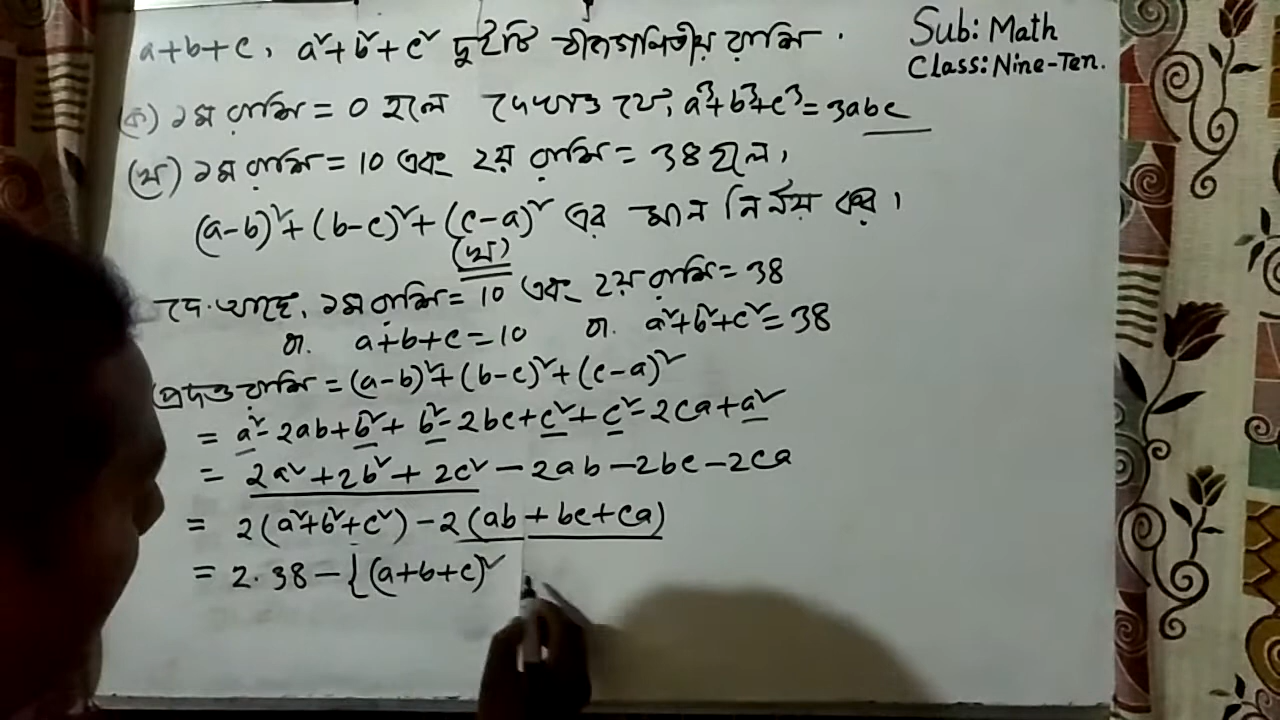 a+b+c, a²+b²+c² দুইটি বীজগণিতীয় রাশি.
Sub: Math
Class: Nine-Ten.
(ক) ১ম রাশি = 0 হলে দেখাও যে, a³+b³+c³=3abc
(খ) ১ম রাশি = 10 এবং ২য় রাশি = 38 হলে,
(a-b)²+(b-c)²+(c-a)² এর মান নির্ণয় কর।
(খ)
দে.আছে, ১ম রাশি= 10 এবং ২য় রাশি= 38
বা. a+b+c=10 বা. a²+b²+c²=38
প্রদত্ত রাশি = (a-b)²+(b-c)²+(c-a)²
= a²-2ab+b²+ b²-2bc+c²+c²-2ca+a²
= 2a²+2b²+2c²-2ab-2bc-2ca
= 2(a²+b²+c²)-2(ab+bc+ca)
= 2.38-{(a+b+c)²